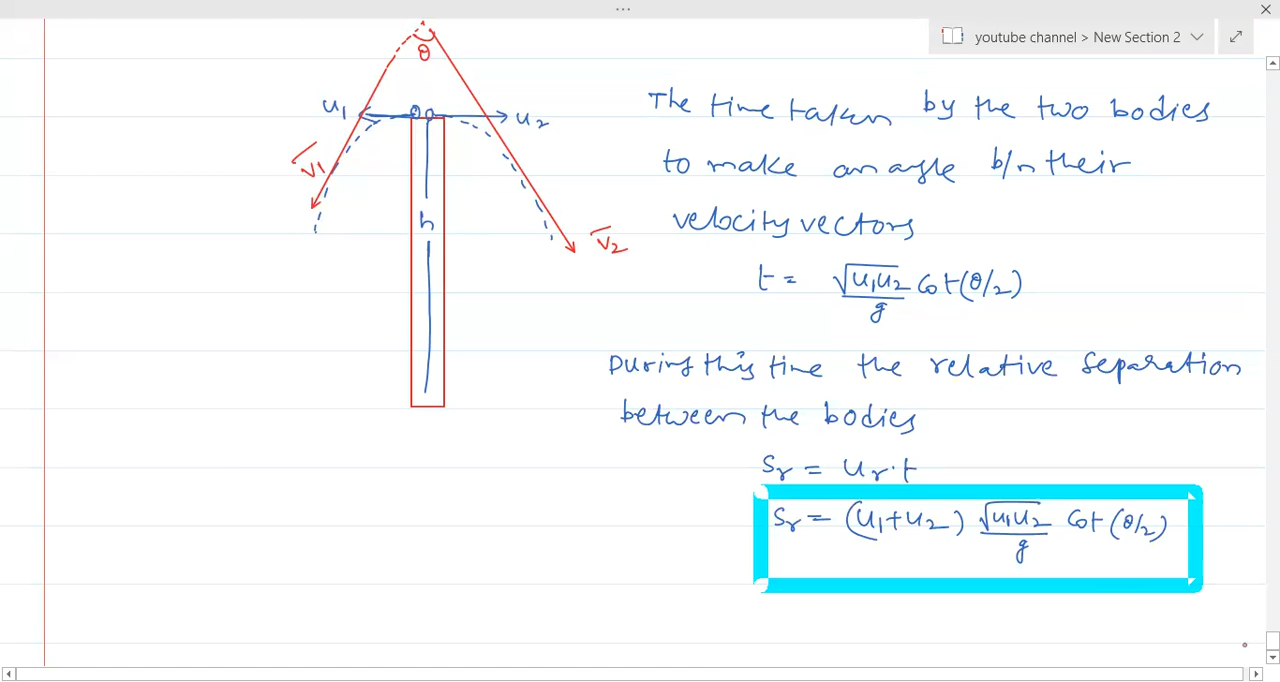 youtube channel > New Section 2
θ
u₁
u₂
v̅₁
h
v̅₂
The time taken by the two bodies
to make an angle b/n their
velocity vectors
t = √u₁u₂/g Cot(θ/2)
During this time the relative separation
between the bodies
Sr = ur.t
Sr = (u₁+u₂) √u₁u₂/g Cot (θ/2)